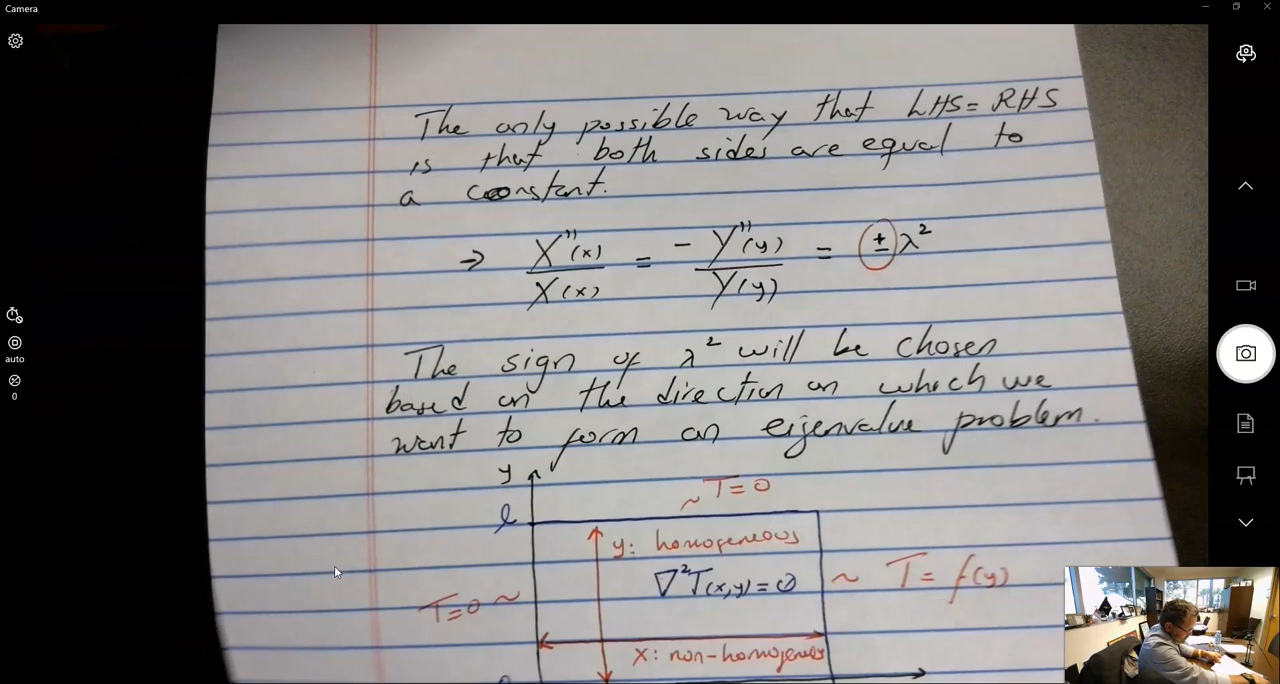 Camera
The only possible way that LHS = RHS
is that both sides are equal to
a constant.
→ X''(x)/X(x) = - Y''(y)/Y(y) = ± λ²
The sign of λ² will be chosen
based on the direction on which we
want to form an eigenvalue problem.
y
~ T=0
l
y: homogeneous
∇²T(x,y) = 0
~ T = f(y)
T=0 ~
x: non-homogeneous
auto
0